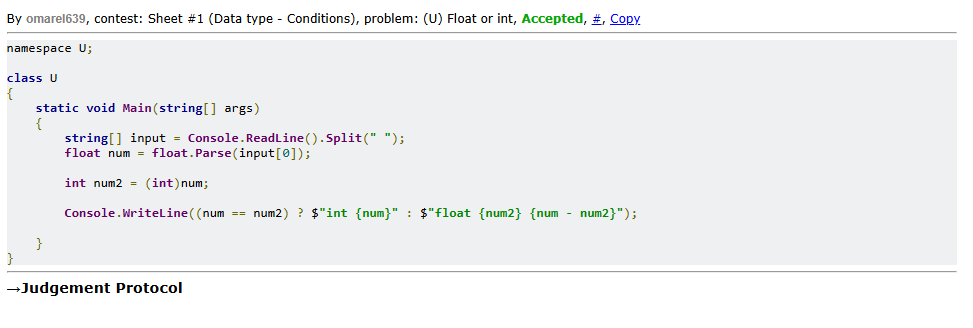 By omarel639, contest: Sheet #1 (Data type - Conditions), problem: (U) Float or int, Accepted, #, Copy
namespace U;
class U
{
    static void Main(string[] args)
    {
        string[] input = Console.ReadLine().Split(" ");
        float num = float.Parse(input[0]);
        int num2 = (int)num;
        Console.WriteLine((num == num2) ? $"int {num}" : $"float {num2} {num - num2}");
    }
}
→Judgement Protocol